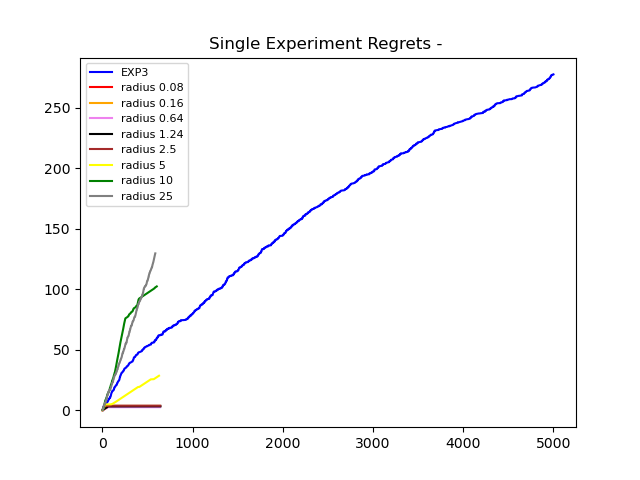 Single Experiment Regrets -
EXP3
radius 0.08
radius 0.16
radius 0.64
radius 1.24
radius 2.5
radius 5
radius 10
radius 25
250
200
150
100
50
0
0 1000 2000 3000 4000 5000